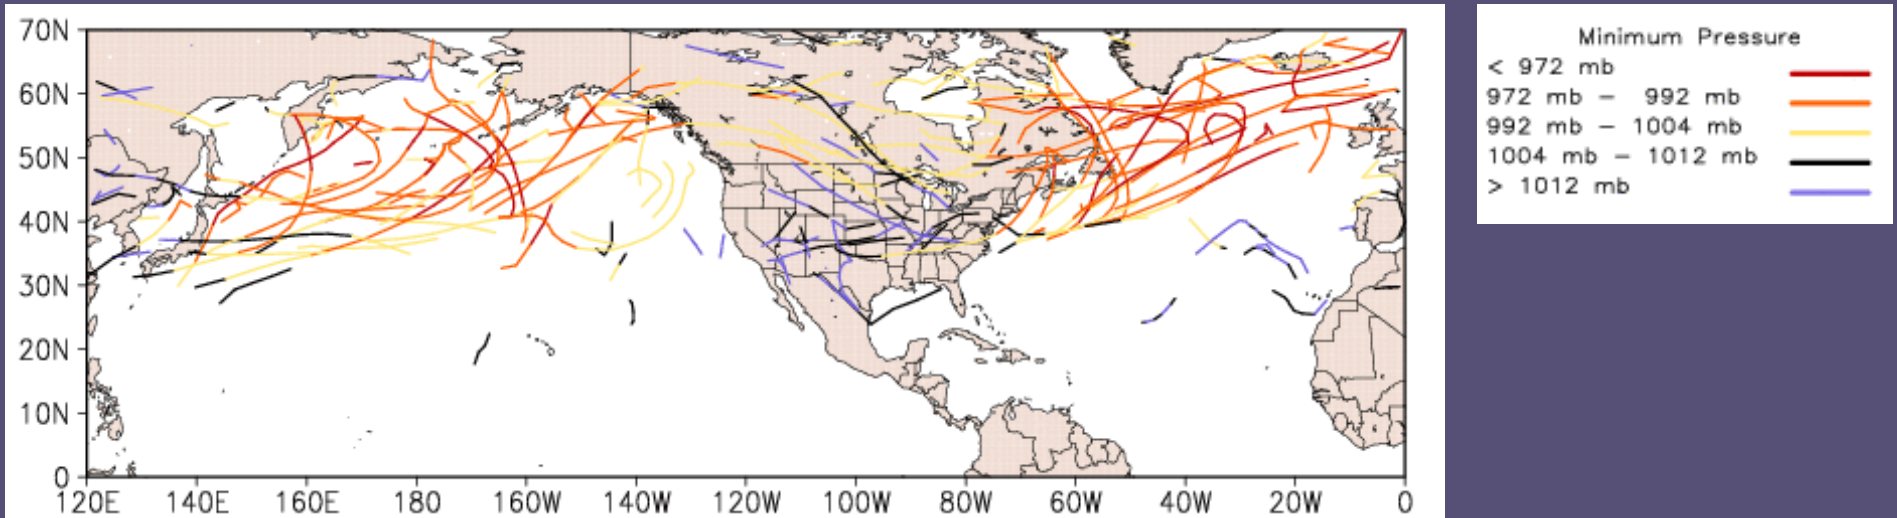 70N
60N
50N
40N
30N
20N
10N
0
120E 140E 160E 180 160W 140W 120W 100W 80W 60W 40W 20W 0
Minimum Pressure
< 972 mb
972 mb – 992 mb
992 mb – 1004 mb
1004 mb – 1012 mb
> 1012 mb